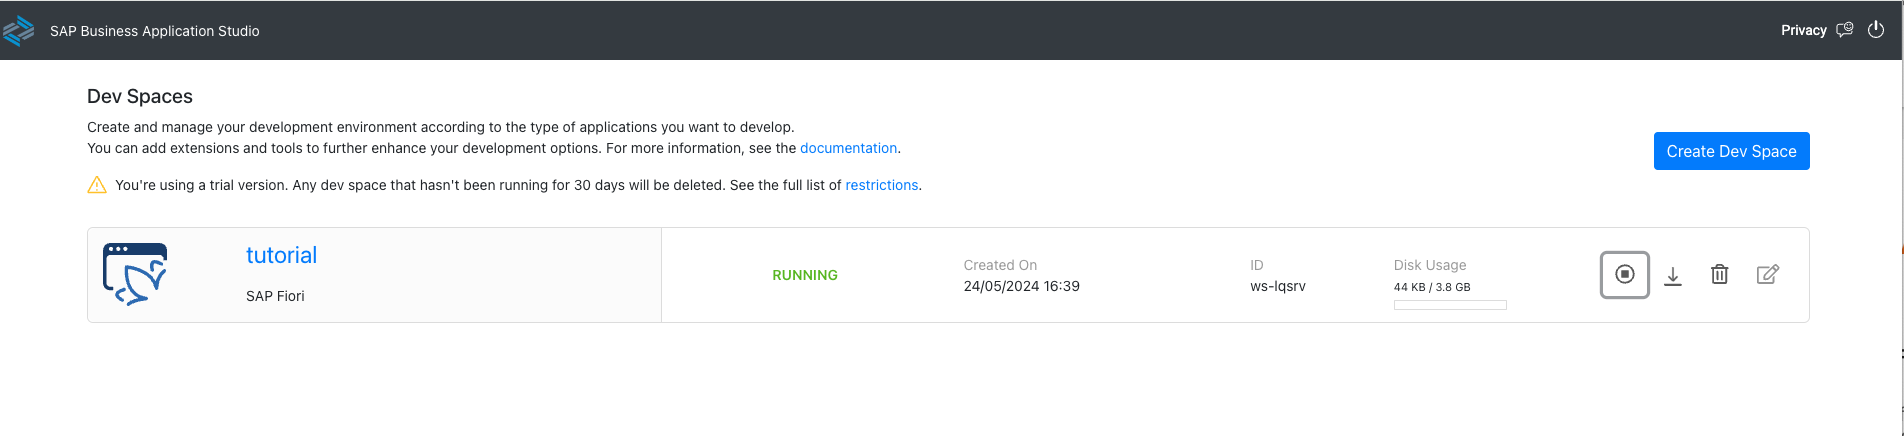 SAP Business Application Studio
Privacy
Dev Spaces
Create and manage your development environment according to the type of applications you want to develop.
You can add extensions and tools to further enhance your development options. For more information, see the documentation.
Create Dev Space
You're using a trial version. Any dev space that hasn't been running for 30 days will be deleted. See the full list of restrictions.
tutorial
SAP Fiori
RUNNING
Created On
24/05/2024 16:39
ID
ws-lqsrv
Disk Usage
44 KB / 3.8 GB